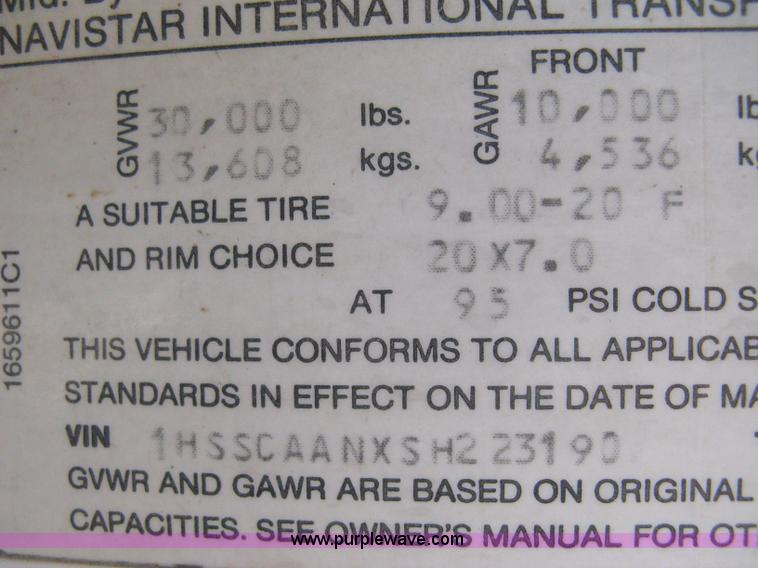 Mfd. By
NAVISTAR INTERNATIONAL
FRONT
GVWR 30,000 lbs. GAWR 10,000
13,608 kgs. 4,536
A SUITABLE TIRE 9.00-20 F
AND RIM CHOICE 20X7.0
AT 95 PSI COLD
1659611C1
THIS VEHICLE CONFORMS TO ALL
STANDARDS IN EFFECT ON THE DATE OF
VIN 1HSSCAANXSH223190
GVWR AND GAWR ARE BASED ON ORIGINAL
CAPACITIES. SEE OWNER'S MANUAL FOR
www.purplewave.com